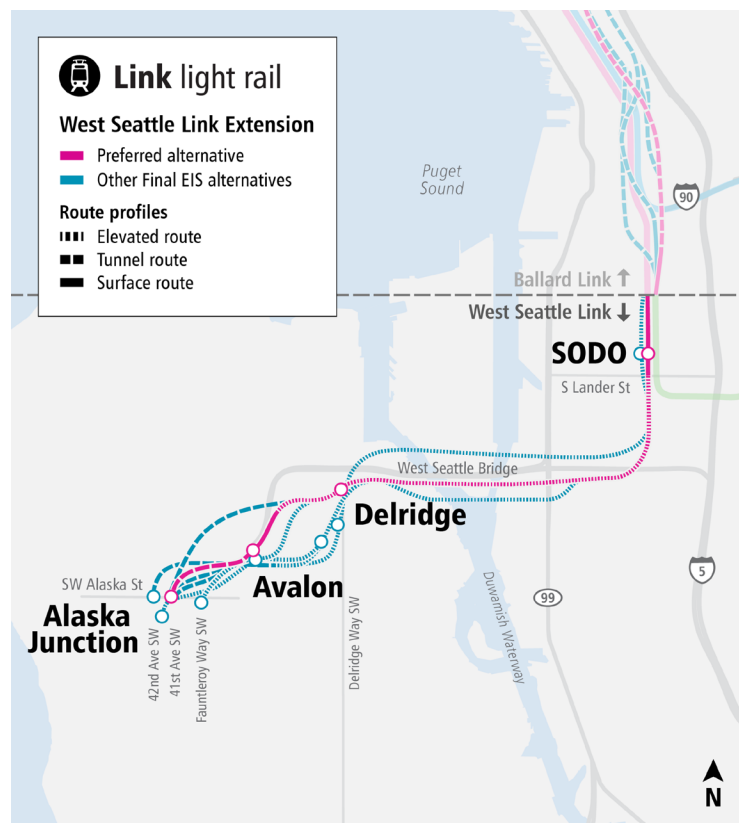 Link light rail
West Seattle Link Extension
Preferred alternative
Other Final EIS alternatives
Route profiles
Elevated route
Tunnel route
Surface route
Puget
Sound
90
Ballard Link ↑
West Seattle Link ↓
SODO
S Lander St
West Seattle Bridge
Delridge
Avalon
SW Alaska St
Alaska
Junction
42nd Ave SW
41st Ave SW
Fauntleroy Way SW
Delridge Way SW
Duwamish Waterway
99
5
N